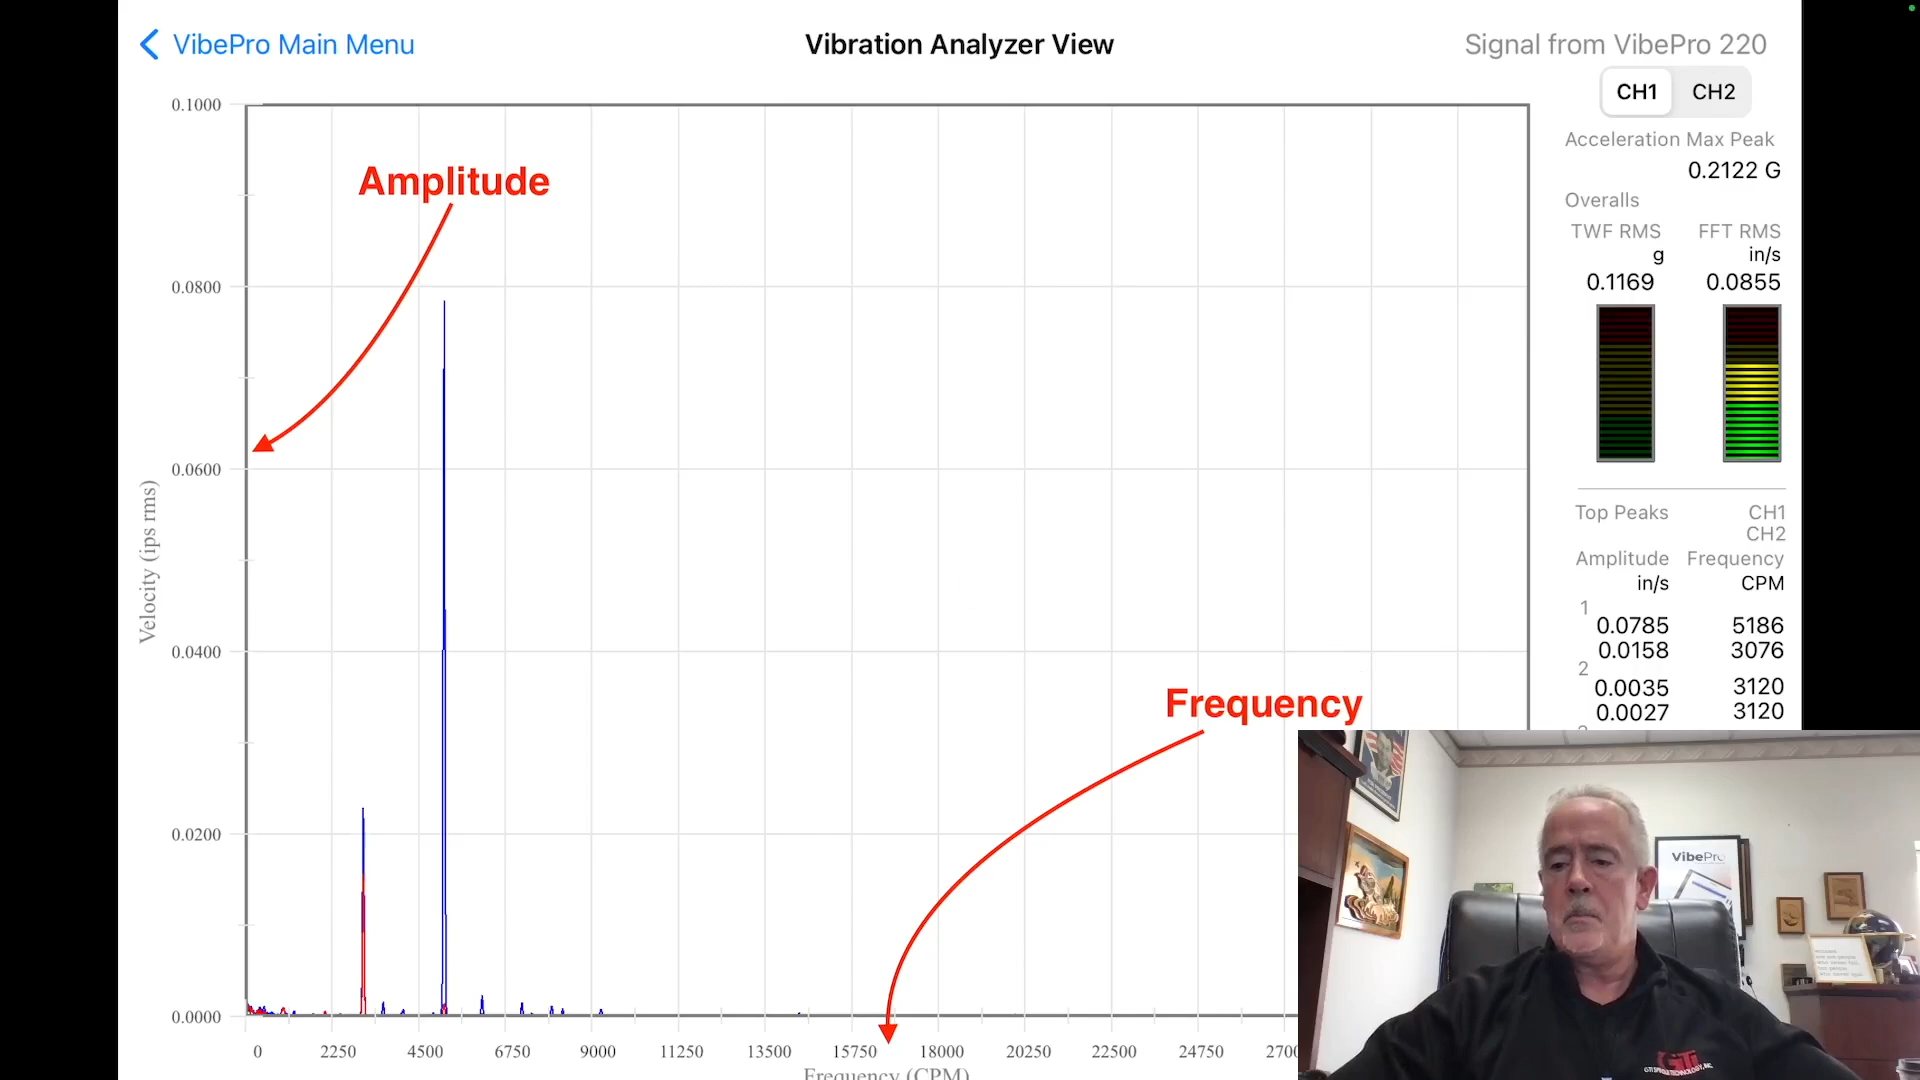 VibePro Main Menu
Vibration Analyzer View
Signal from VibePro 220
CH1 CH2
Acceleration Max Peak
0.2122 G
Overalls
TWF RMS FFT RMS
g in/s
0.1169 0.0855
Top Peaks CH1
CH2
Amplitude Frequency
in/s CPM
1
0.0785 5186
0.0158 3076
2
0.0035 3120
0.0027 3120
Amplitude
Frequency
Velocity (ips rms)
0.1000
0.0800
0.0600
0.0400
0.0200
0.0000
0 2250 4500 6750 9000 11250 13500 15750 18000 20250 22500 24750 2700
Frequency (CPM)
VibePro
GTI